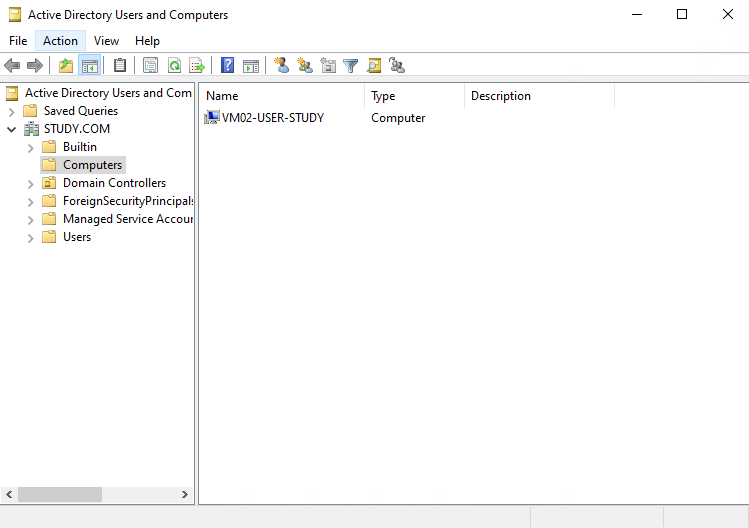 Active Directory Users and Computers
File Action View Help
Active Directory Users and Com
Saved Queries
STUDY.COM
Builtin
Computers
Domain Controllers
ForeignSecurityPrincipals
Managed Service Accour
Users
Name Type Description
VM02-USER-STUDY Computer